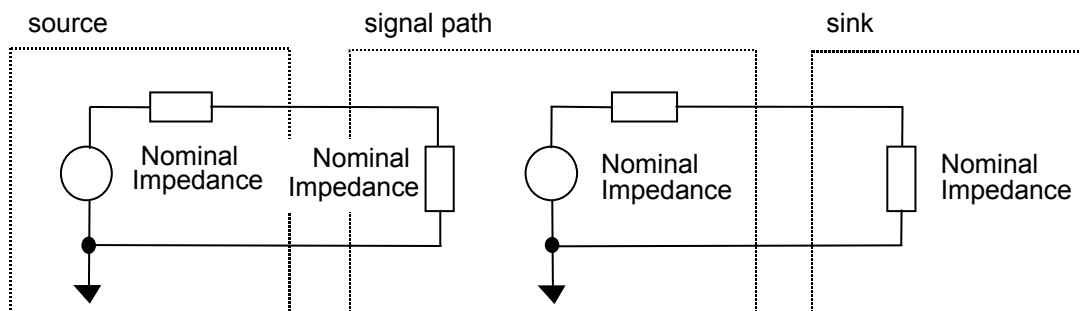 source
signal path
sink
Nominal
Impedance
Nominal
Impedance
Nominal
Impedance
Nominal
Impedance